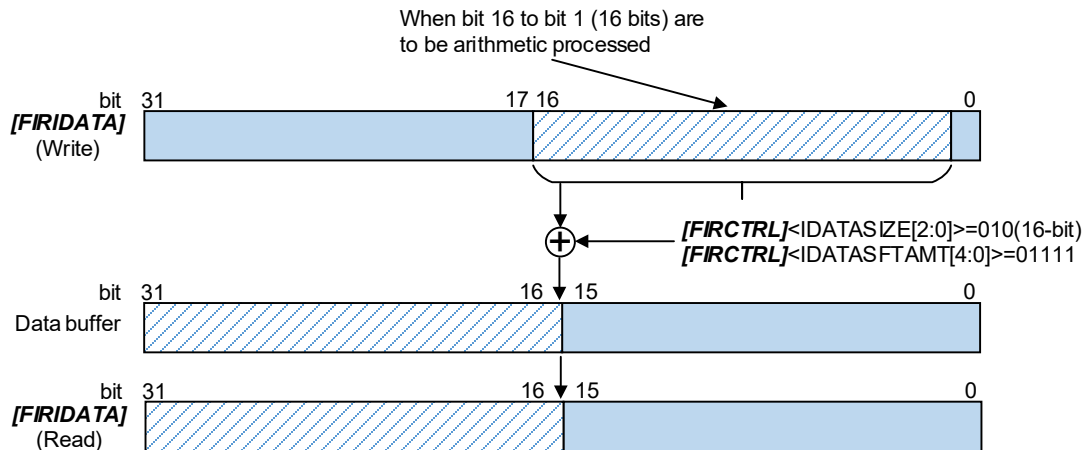 When bit 16 to bit 1 (16 bits) are
to be arithmetic processed
bit 31 17 16 0
[FIRIDATA]
(Write)
[FIRCTRL]<IDATASIZE[2:0]>=010(16-bit)
[FIRCTRL]<IDATASFTAMT[4:0]>=01111
bit 31 16 15 0
Data buffer
bit 31 16 15 0
[FIRIDATA]
(Read)